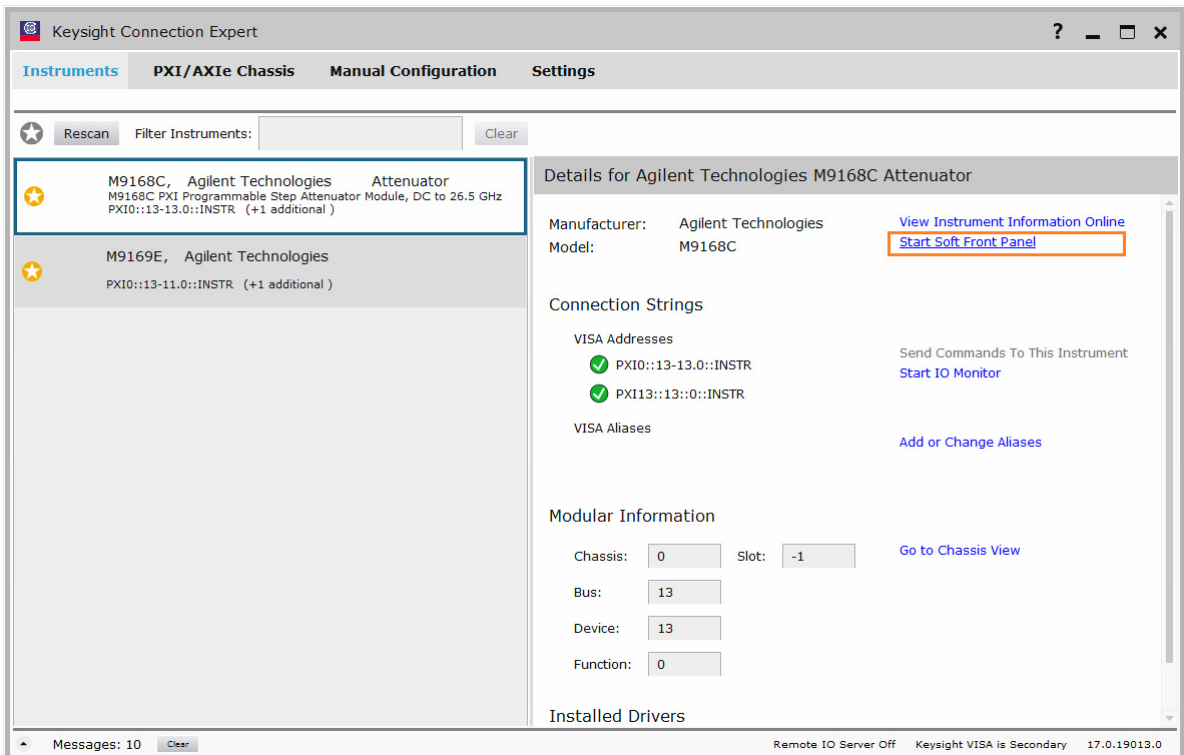 Keysight Connection Expert
?
Instruments PXI/AXIe Chassis Manual Configuration Settings
Rescan Filter Instruments: Clear
M9168C, Agilent Technologies Attenuator
M9168C PXI Programmable Step Attenuator Module, DC to 26.5 GHz
PXI0::13-13.0::INSTR (+1 additional )
M9169E, Agilent Technologies
PXI0::13-11.0::INSTR (+1 additional )
Details for Agilent Technologies M9168C Attenuator
Manufacturer: Agilent Technologies View Instrument Information Online
Model: M9168C Start Soft Front Panel
Connection Strings
VISA Addresses
Send Commands To This Instrument
PXI0::13-13.0::INSTR
Start IO Monitor
PXI13::13::0::INSTR
VISA Aliases
Add or Change Aliases
Modular Information
Chassis: 0 Slot: -1 Go to Chassis View
Bus: 13
Device: 13
Function: 0
Installed Drivers
Messages: 10 Clear Remote IO Server Off Keysight VISA is Secondary 17.0.19013.0